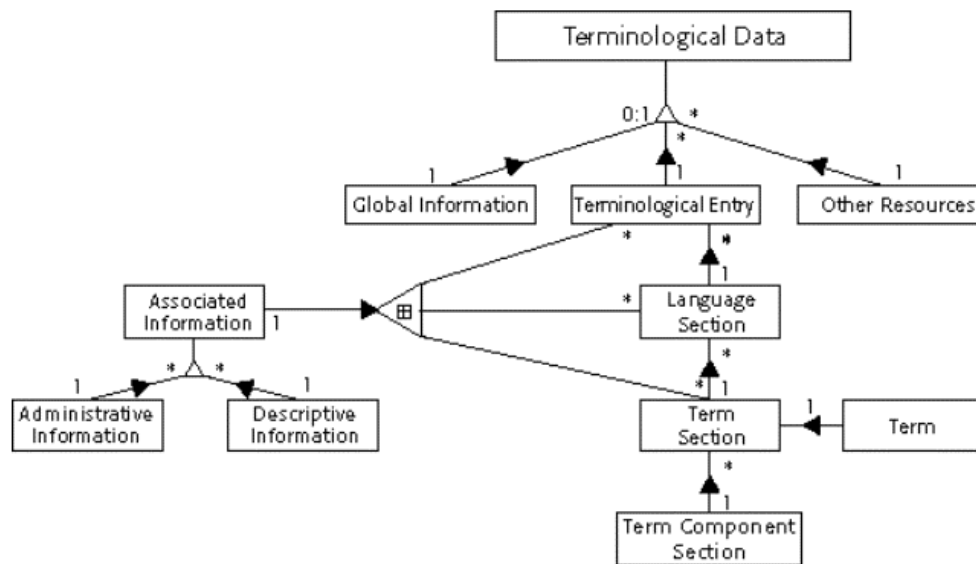 Terminological Data
0:1
*
*
1
1
1
Global Information
Terminological Entry
Other Resources
*
*
1
Associated
Information
1
*
Language
Section
*
*
1
*
*
1
1
Administrative
Information
Descriptive
Information
Term
Section
1
Term
*
1
Term Component
Section